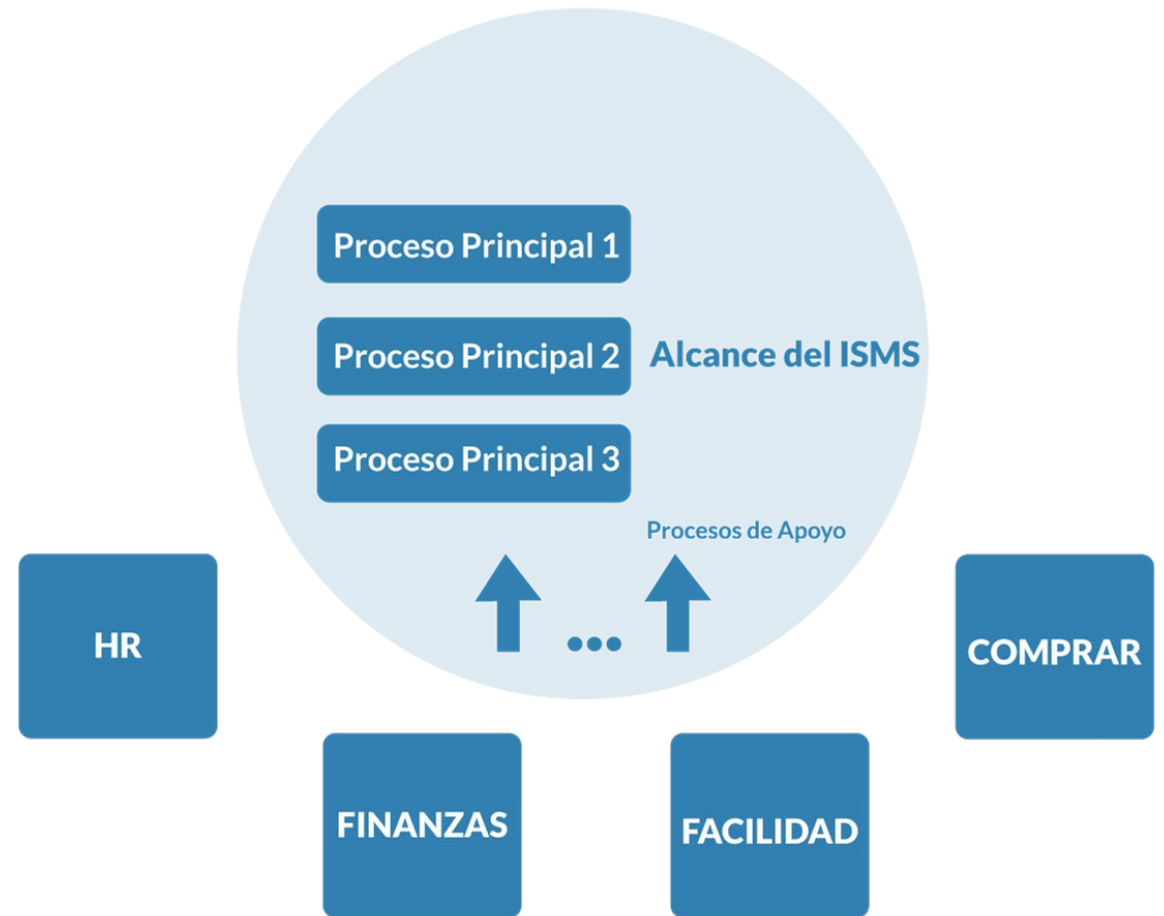 Proceso Principal 1
Proceso Principal 2
Alcance del ISMS
Proceso Principal 3
Procesos de Apoyo
HR
COMPRAR
FINANZAS
FACILIDAD